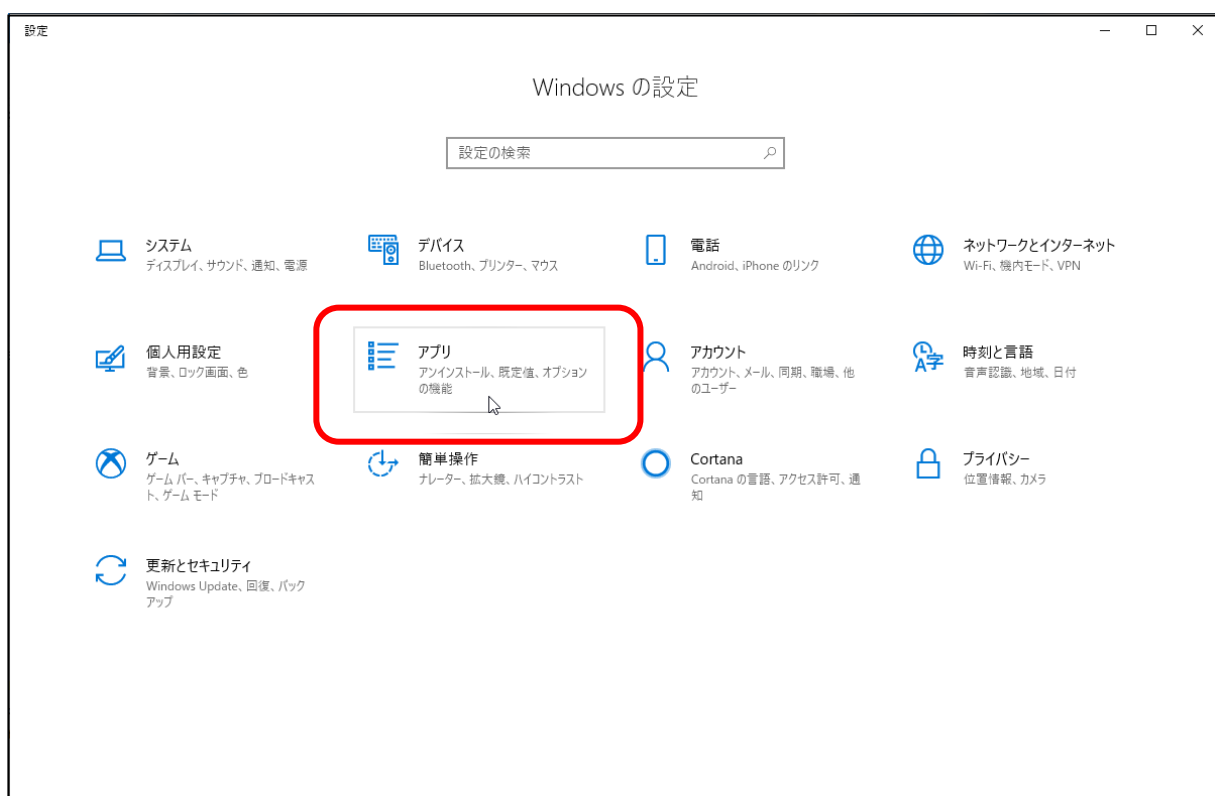 設定
Windows の設定
設定の検索
システム
ディスプレイ、サウンド、通知、電源
デバイス
Bluetooth、プリンター、マウス
電話
Android、iPhone のリンク
ネットワークとインターネット
Wi-Fi、機内モード、VPN
個人用設定
背景、ロック画面、色
アプリ
アンインストール、既定値、オプション
の機能
アカウント
アカウント、メール、同期、職場、他
のユーザー
時刻と言語
音声認識、地域、日付
ゲーム
ゲーム バー、キャプチャ、ブロードキャス
ト、ゲーム モード
簡単操作
ナレーター、拡大鏡、ハイコントラスト
Cortana
Cortana の言語、アクセス許可、通
知
プライバシー
位置情報、カメラ
更新とセキュリティ
Windows Update、回復、バック
アップ